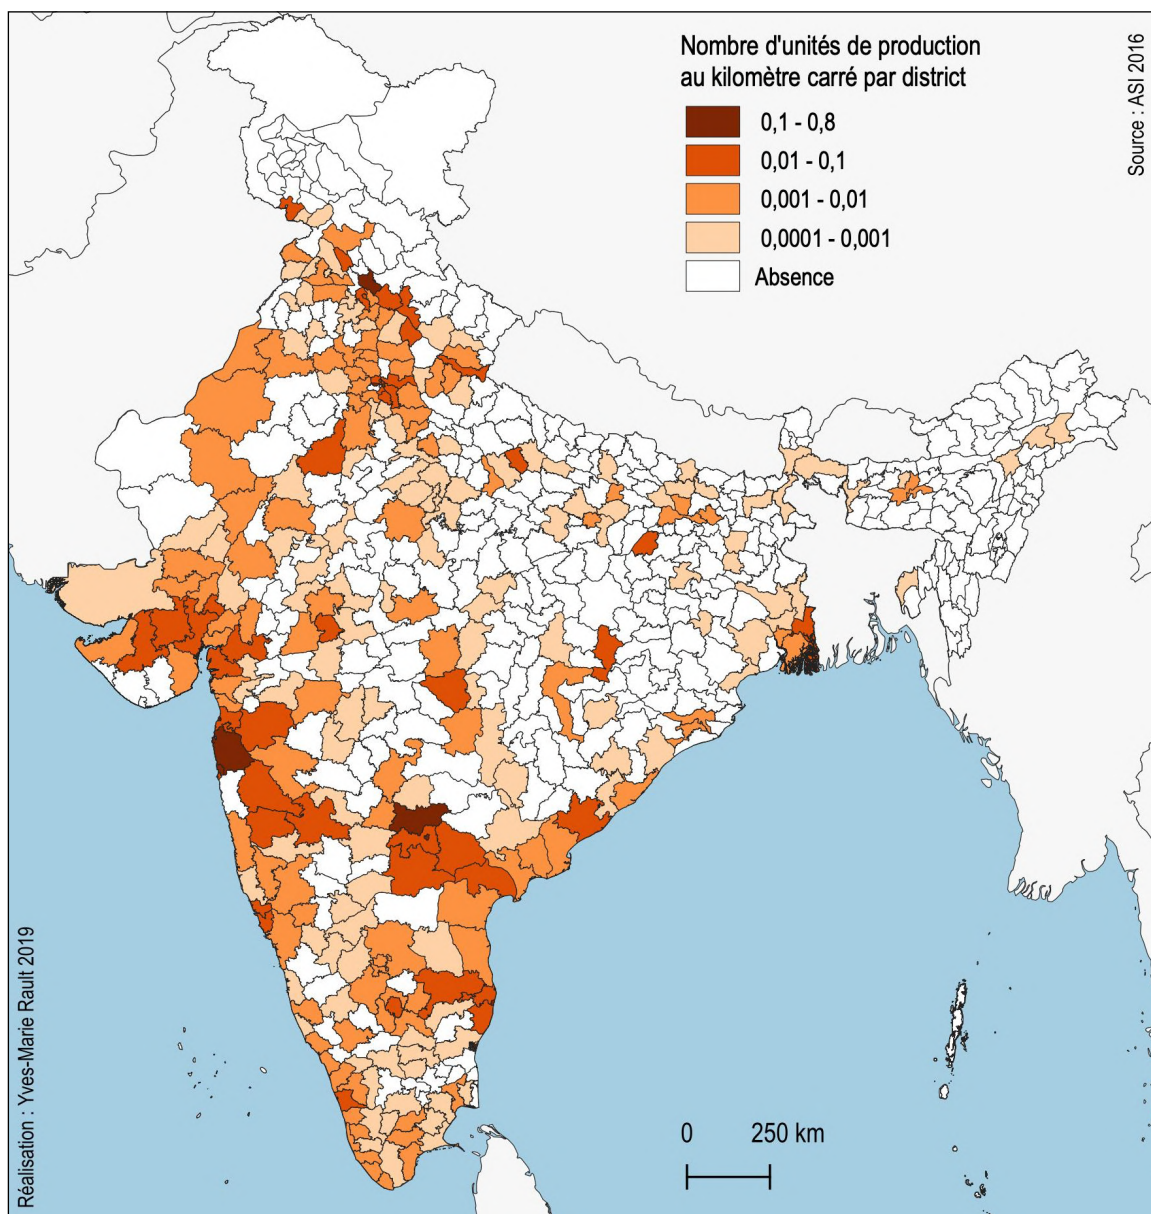 Nombre d'unités de production
au kilomètre carré par district
0,1 - 0,8
0,01 - 0,1
0,001 - 0,01
0,0001 - 0,001
Absence
Source : ASI 2016
Réalisation : Yves-Marie Rault 2019
0 250 km